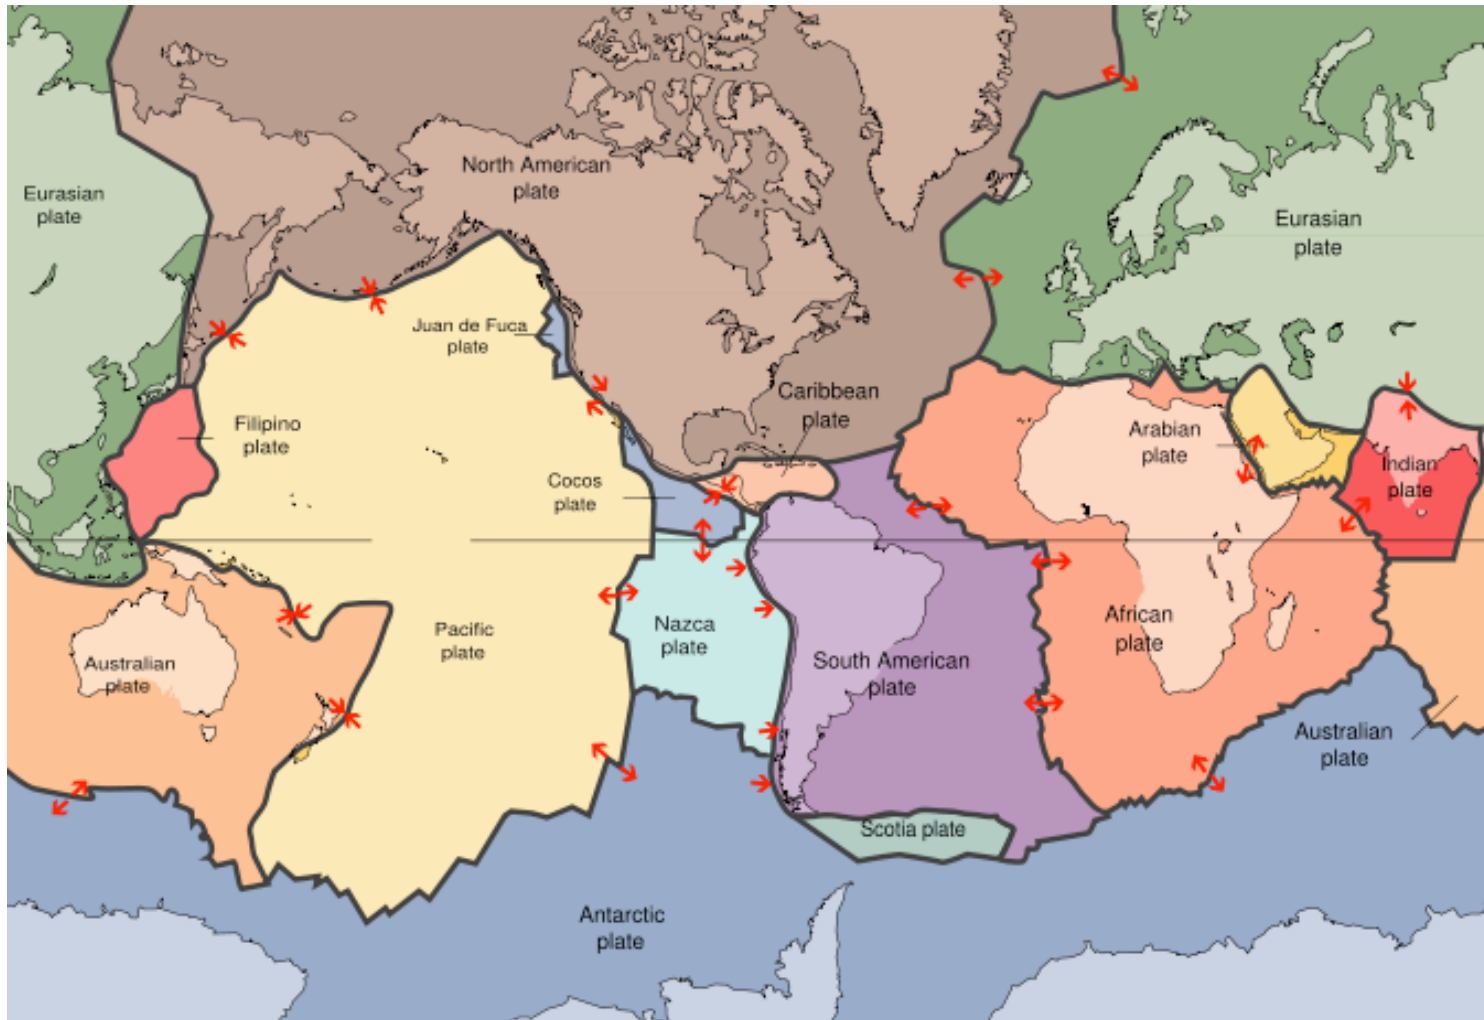 North American
plate
Eurasian
plate
Eurasian
plate
Juan de Fuca
plate
Caribbean
plate
Filipino
plate
Arabian
plate
Indian
plate
Cocos
plate
Pacific
plate
Nazca
plate
African
plate
Australian
plate
South American
plate
Australian
plate
Scotia plate
Antarctic
plate